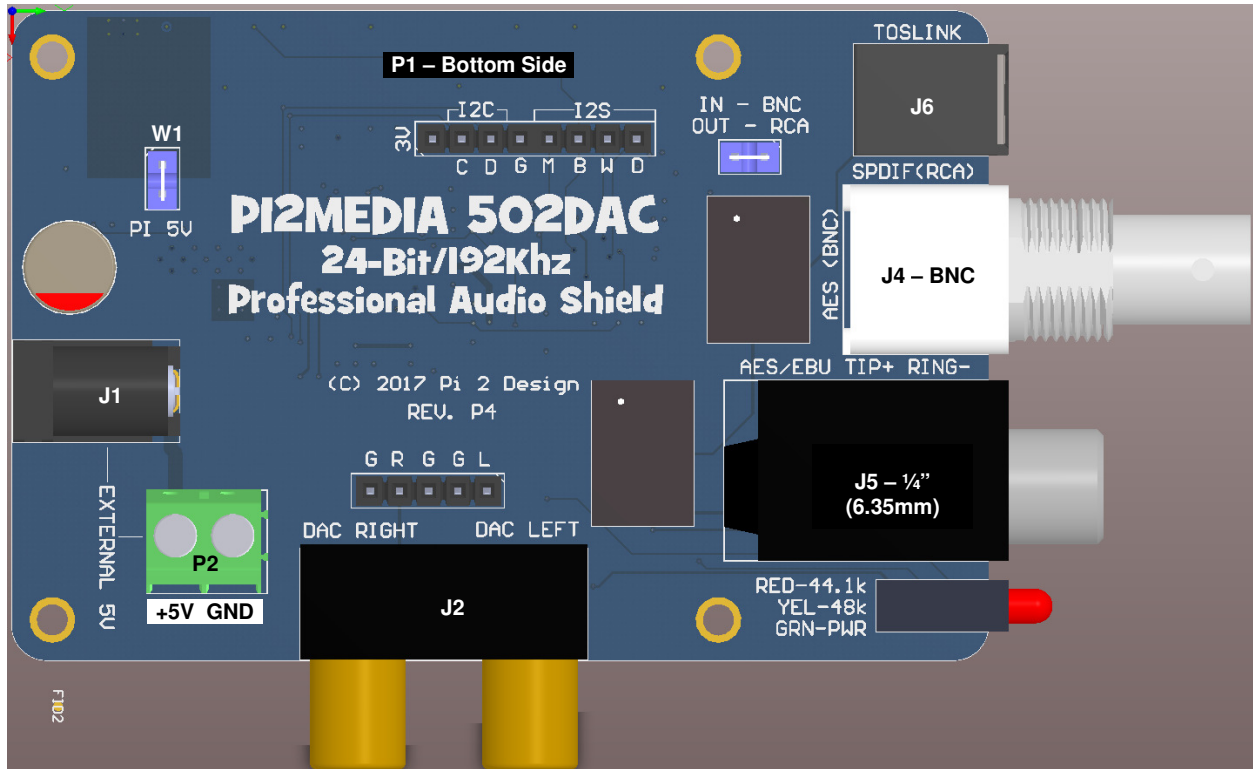 TOSLINK
P1 – Bottom Side
J6
I2C I2S
IN - BNC
OUT - RCA
3V
W1
C D G M B W D
SPDIF(RCA)
PI 5V
PI2MEDIA 502DAC
24-Bit/192Khz
Professional Audio Shield
AES (BNC)
J4 – BNC
AES/EBU TIP+ RING-
J1
(C) 2017 Pi 2 Design
REV. P4
G R G G L
J5 – ¼”
(6.35mm)
EXTERNAL 5V
DAC RIGHT DAC LEFT
P2
+5V GND
J2
RED-44.1k
YEL-48k
GRN-PWR